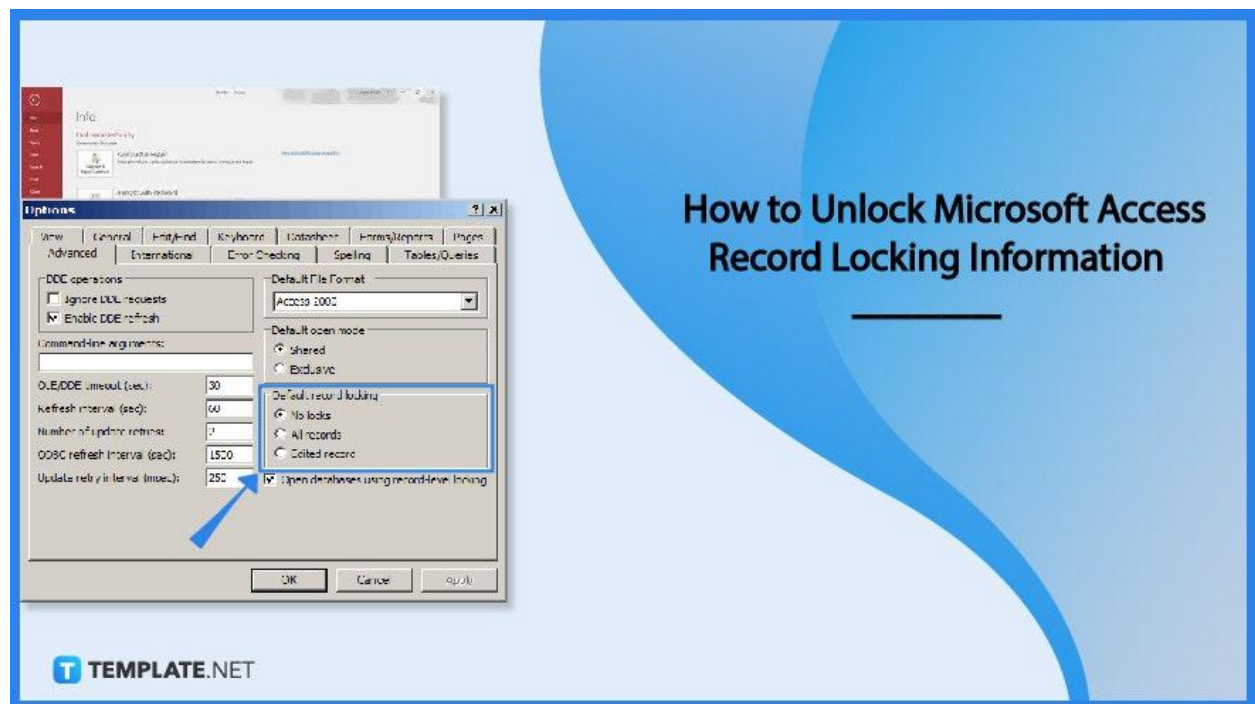 Info
Options
View General Edit/Find Keyboard Datasheet Forms/Reports Pages
Advanced International Error Checking Spelling Tables/Queries
DDE operations
Ignore DDE requests
Enable DDE refresh
Command-line arguments:
OLE/DDE timeout (sec): 30
Refresh interval (sec): 60
Number of update retries: 2
ODBC refresh interval (sec): 1500
Update retry interval (msec): 250
Default File Format
Access 2000
Default open mode
Shared
Exclusive
Default record locking
No locks
All records
Edited record
Open databases using record-level locking
OK Cancel Apply
How to Unlock Microsoft Access
Record Locking Information
T TEMPLATE.NET